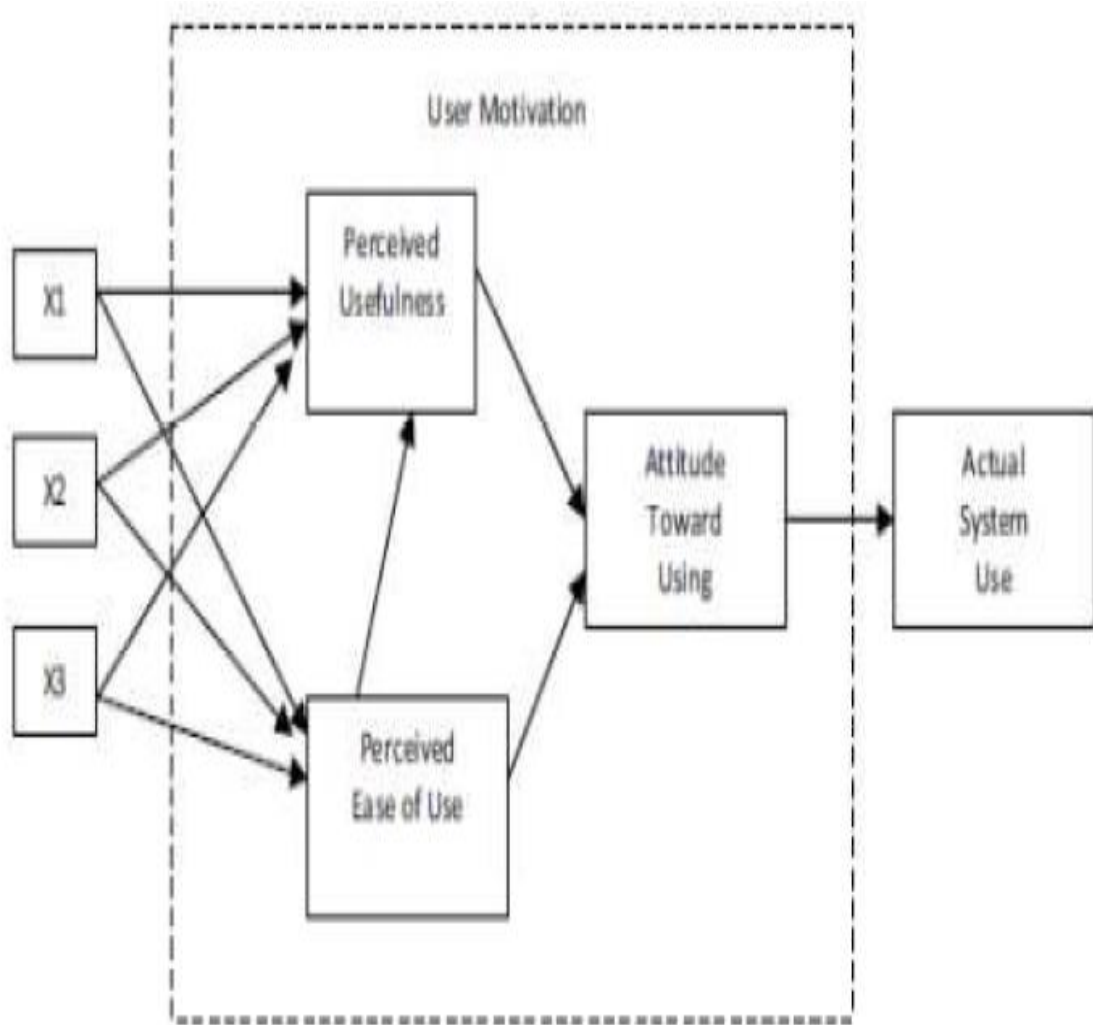 User Motivation
Perceived
Usefulness
X1
X2
X3
Attitude
Toward
Using
Actual
System
Use
Perceived
Ease of Use